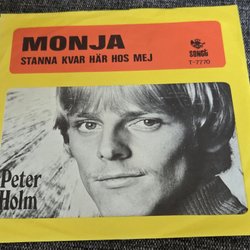 MONJA
STANNA KVAR HÄR HOS MEJ
SONET
T-7770
Peter
Holm